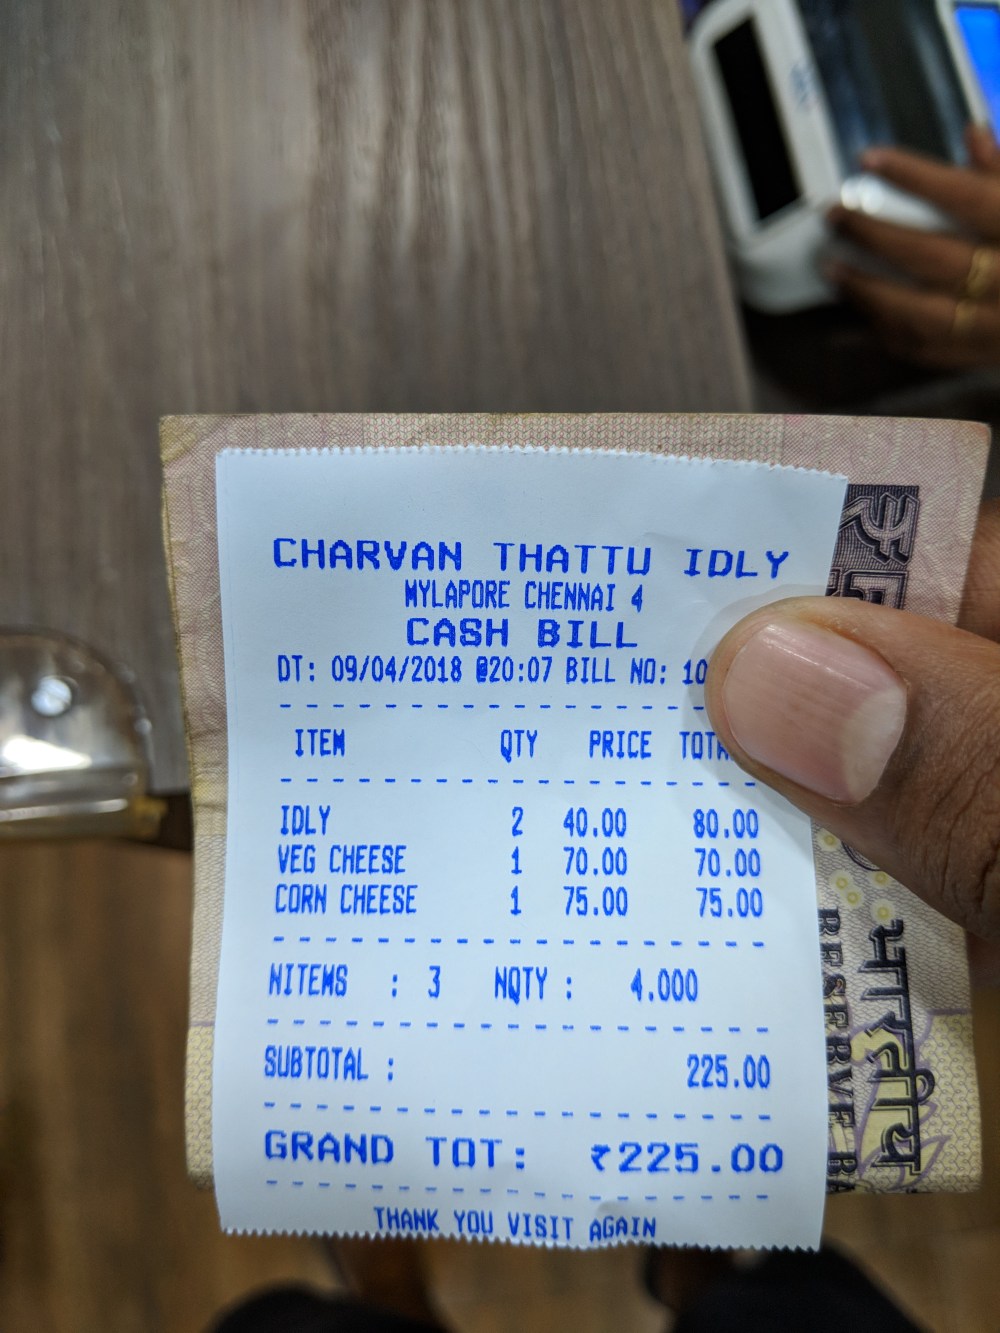 CHARVAN THATTU IDLY
MYLAPORE CHENNAI 4
CASH BILL
DT: 09/04/2018 @20:07 BILL NO:
ITEM QTY PRICE
IDLY 2 40.00 80.00
VEG CHEESE 1 70.00 70.00
CORN CHEESE 1 75.00 75.00
NITEMS : 3 NQTY : 4.000
SUBTOTAL : 225.00
GRAND TOT: ₹225.00
THANK YOU VISIT AGAIN
₹
भारतीय
RESERVE